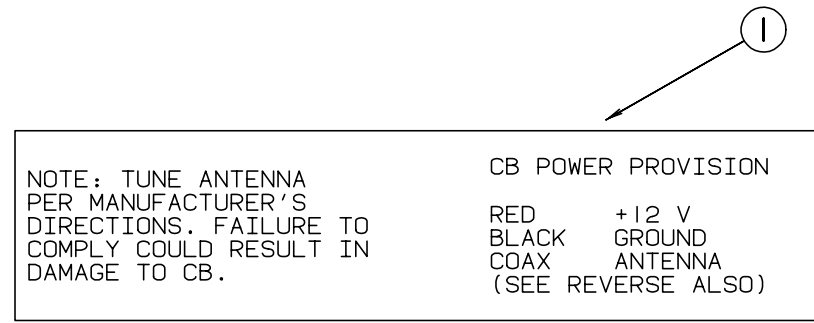 1
NOTE: TUNE ANTENNA
PER MANUFACTURER'S
DIRECTIONS. FAILURE TO
COMPLY COULD RESULT IN
DAMAGE TO CB.
CB POWER PROVISION
RED +12 V
BLACK GROUND
COAX ANTENNA
(SEE REVERSE ALSO)